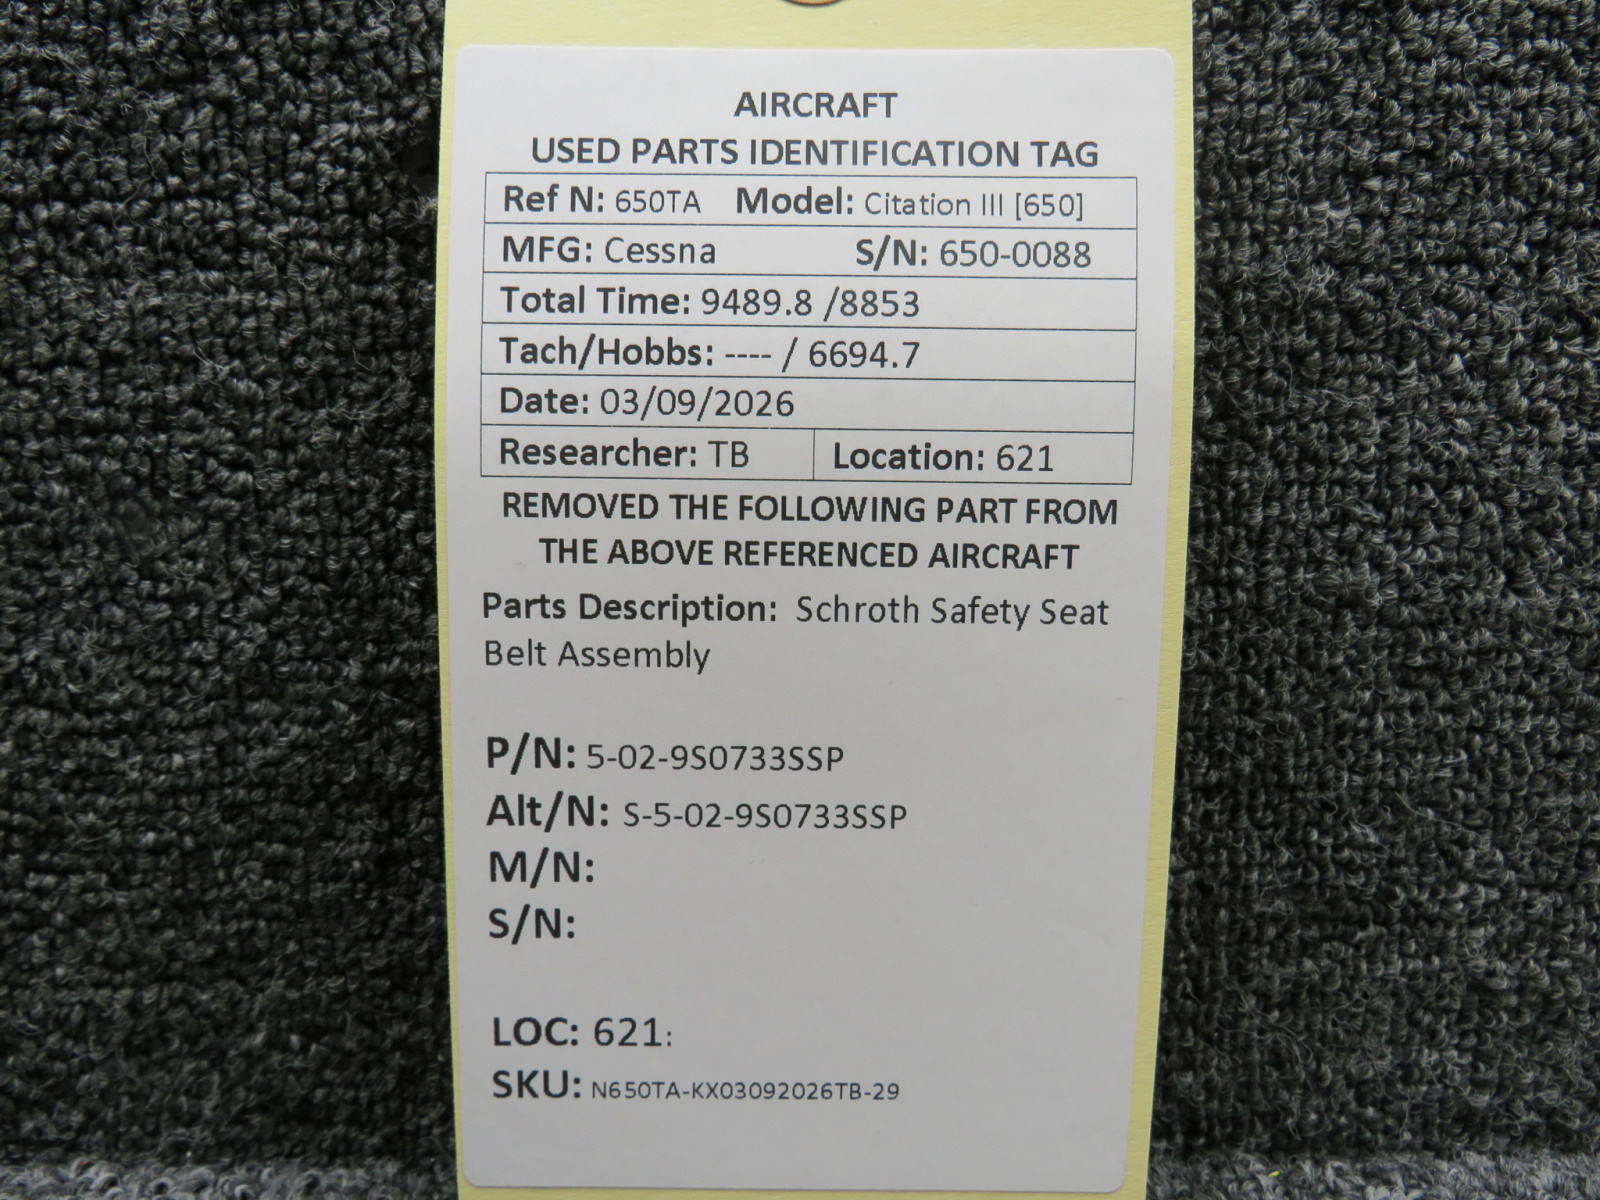 AIRCRAFT
USED PARTS IDENTIFICATION TAG
Ref N: 650TA Model: Citation III [650]
MFG: Cessna S/N: 650-0088
Total Time: 9489.8 /8853
Tach/Hobbs: ---- / 6694.7
Date: 03/09/2026
Researcher: TB Location: 621
REMOVED THE FOLLOWING PART FROM
THE ABOVE REFERENCED AIRCRAFT
Parts Description: Schroth Safety Seat
Belt Assembly
P/N: 5-02-9S0733SSP
Alt/N: S-5-02-9S0733SSP
M/N:
S/N:
LOC: 621:
SKU: N650TA-KX03092026TB-29